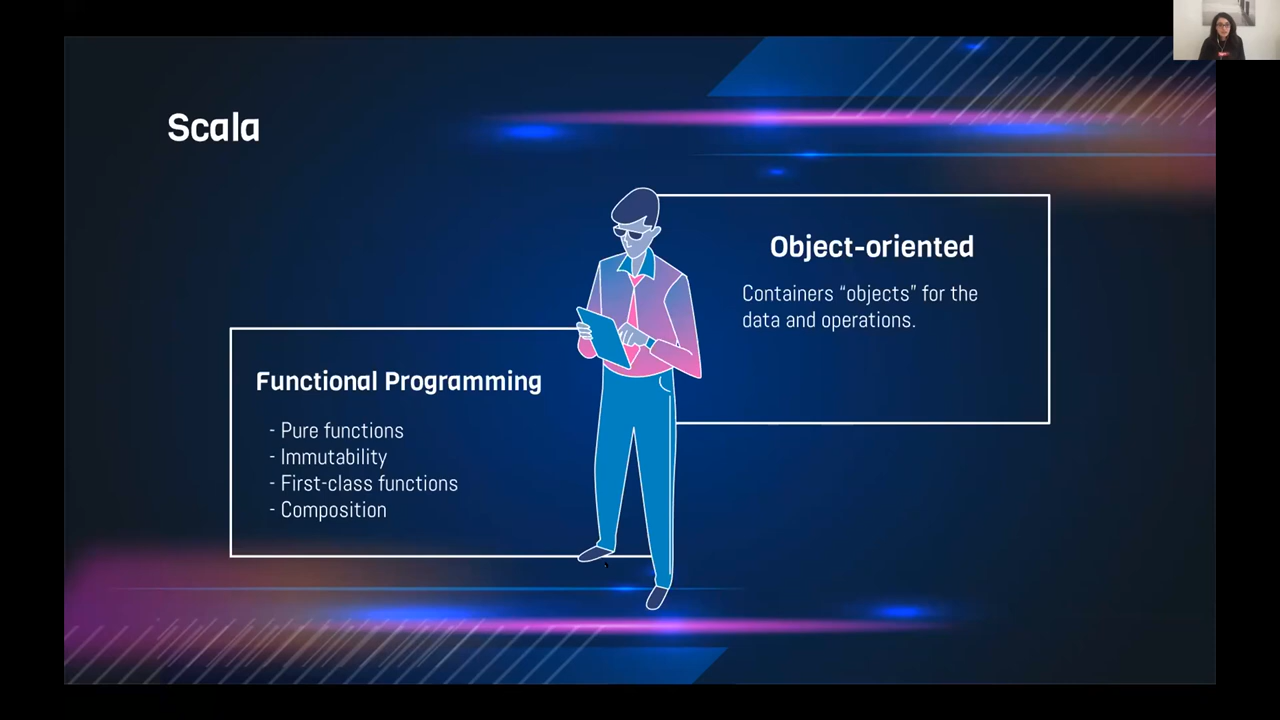 Scala
Object-oriented
Containers “objects” for the
data and operations.
Functional Programming
- Pure functions
- Immutability
- First-class functions
- Composition